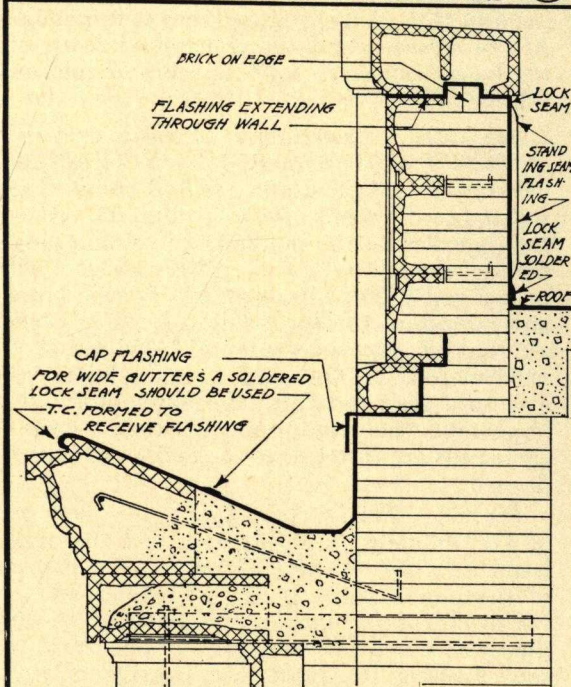 BRICK ON EDGE
FLASHING EXTENDING
THROUGH WALL
LOCK
SEAM
STAND
ING SEAM
FLASH-
ING
LOCK
SEAM
SOLDER
ED
ROOF
CAP FLASHING
FOR WIDE GUTTERS A SOLDERED
LOCK SEAM SHOULD BE USED
T.C. FORMED TO
RECEIVE FLASHING